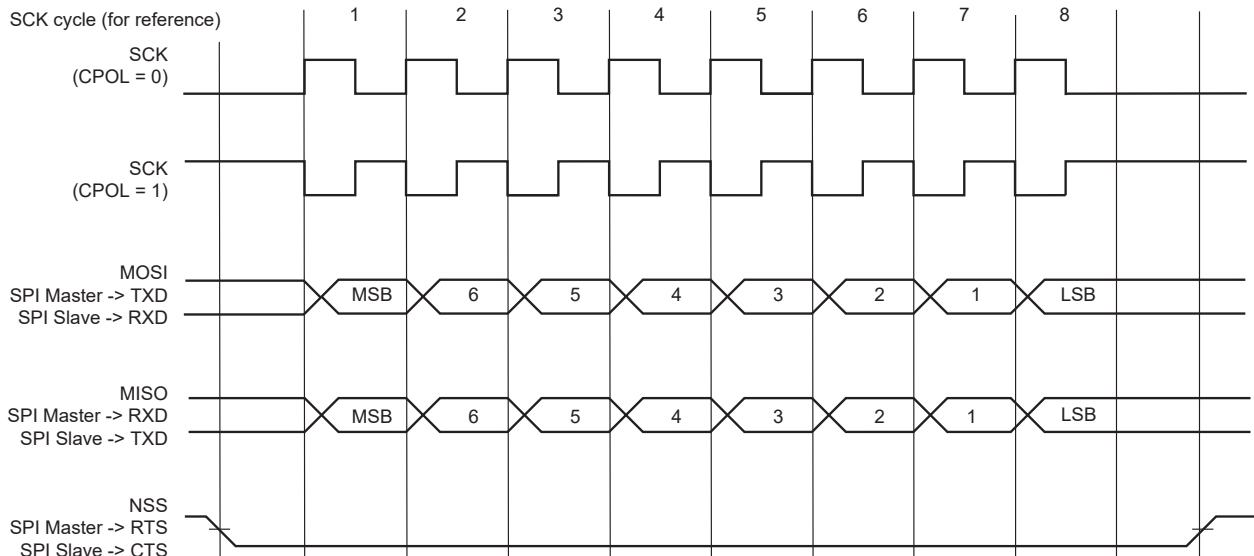 SCK cycle (for reference)
1 2 3 4 5 6 7 8
SCK
(CPOL = 0)
SCK
(CPOL = 1)
MOSI
SPI Master -> TXD
SPI Slave -> RXD
MSB 6 5 4 3 2 1 LSB
MISO
SPI Master -> RXD
SPI Slave -> TXD
MSB 6 5 4 3 2 1 LSB
NSS
SPI Master -> RTS
SPI Slave -> CTS